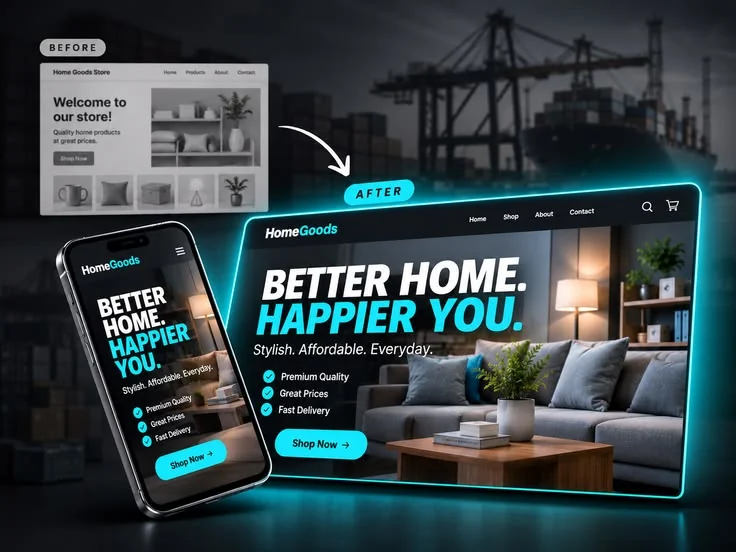 BEFORE
Home Goods Store
Home Products About Contact
Welcome to
our store!
Quality home products
at great prices.
Shop Now
AFTER
HomeGoods
Home Shop About Contact
BETTER HOME.
HAPPIER YOU.
Stylish. Affordable. Everyday.
Premium Quality
Great Prices
Fast Delivery
Shop Now →
HomeGoods
BETTER
HOME.
HAPPIER
YOU.
Stylish. Affordable. Everyday.
Premium Quality
Great Prices
Fast Delivery
Shop Now →